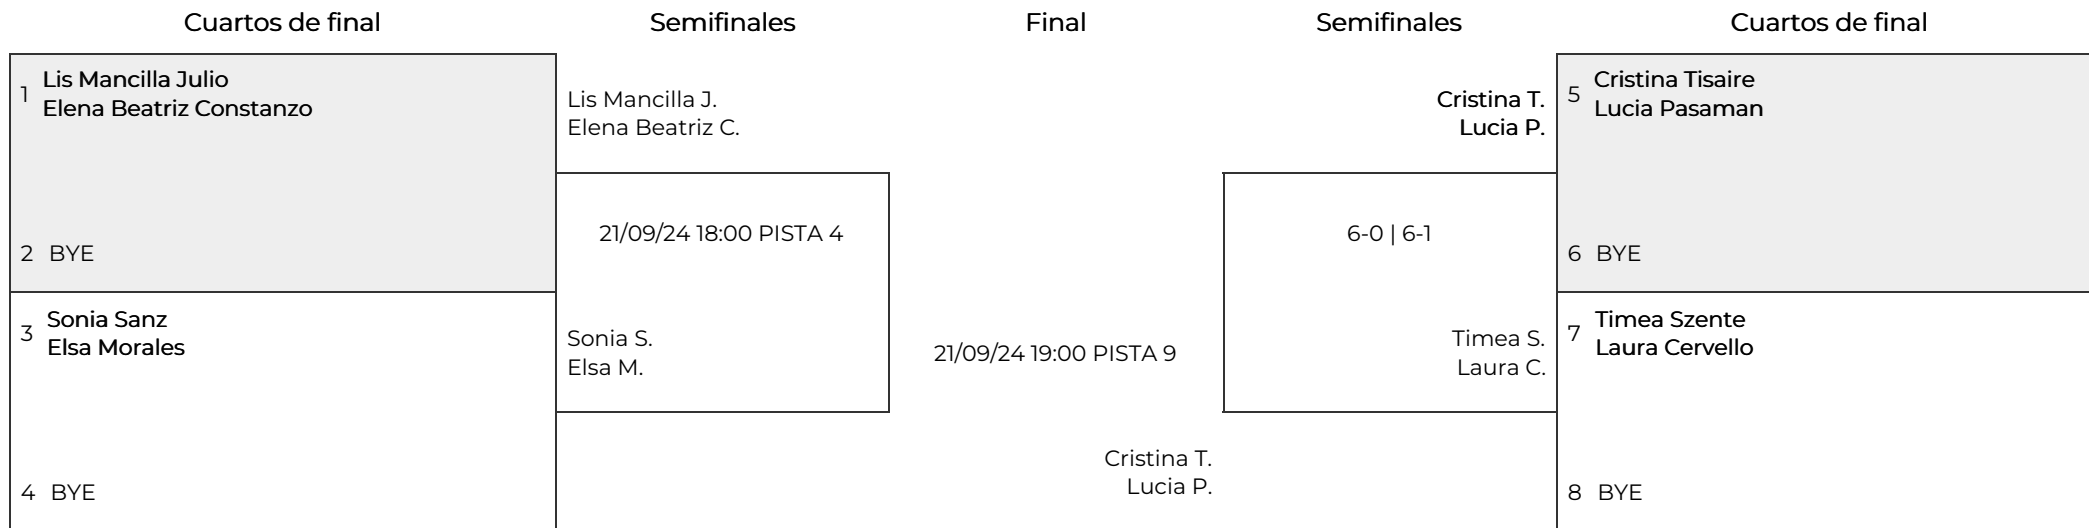 Cuartos de final
Semifinales
Final
Semifinales
Cuartos de final
1 Lis Mancilla Julio
Elena Beatriz Constanzo
2 BYE
3 Sonia Sanz
Elsa Morales
4 BYE
Lis Mancilla J.
Elena Beatriz C.
21/09/24 18:00 PISTA 4
Sonia S.
Elsa M.
21/09/24 19:00 PISTA 9
Cristina T.
Lucia P.
Cristina T.
Lucia P.
6-0 | 6-1
Timea S.
Laura C.
5 Cristina Tisaire
Lucia Pasaman
6 BYE
7 Timea Szente
Laura Cervello
8 BYE